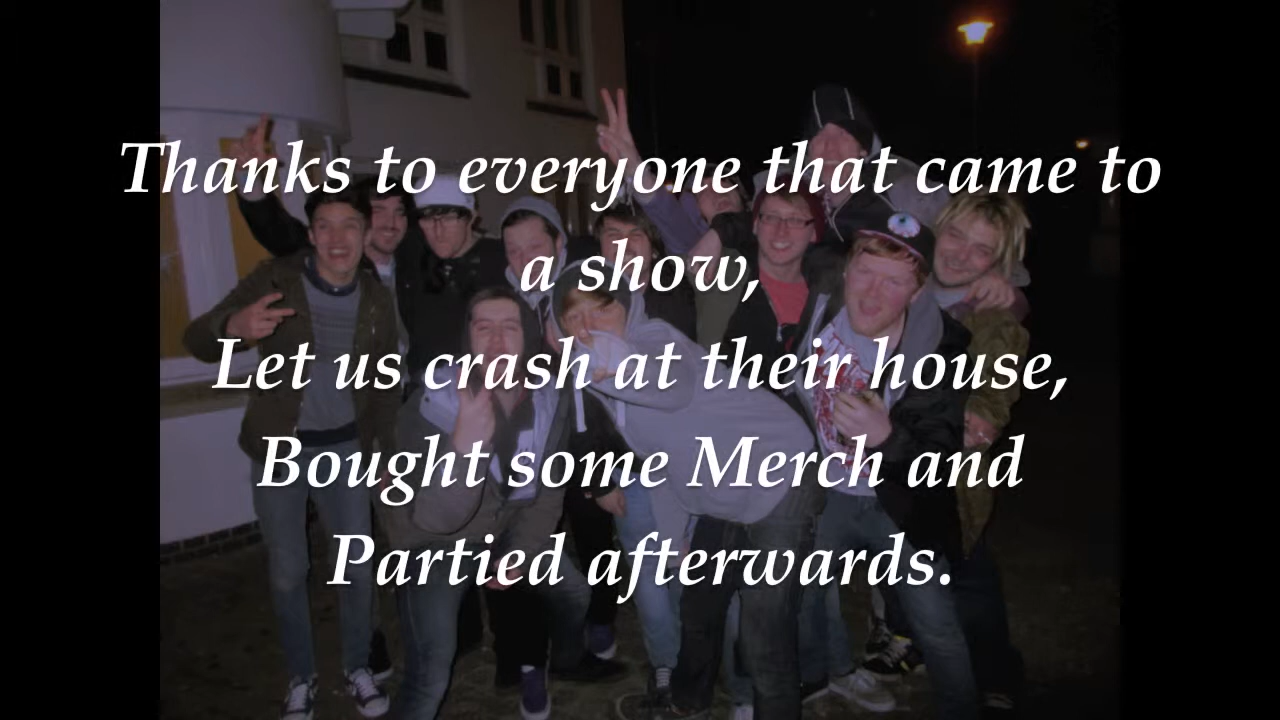 Thanks to everyone that came to
a show,
Let us crash at their house,
Bought some Merch and
Partied afterwards.